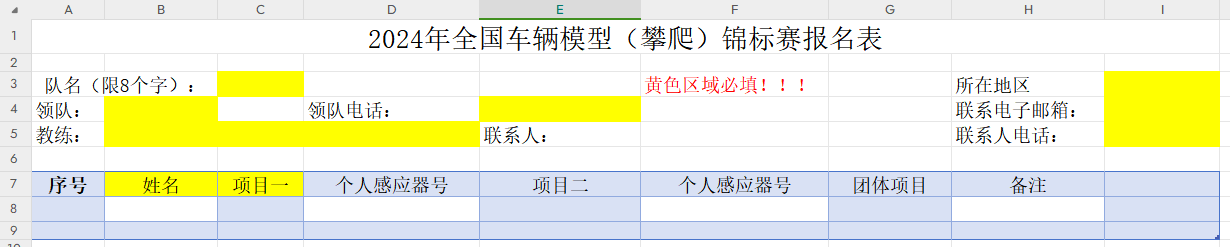 A B C D E F G H I
1 2024年全国车辆模型（攀爬）锦标赛报名表
2
3 队名（限8个字）： 黄色区域必填！！！ 所在地区
4 领队： 领队电话： 联系电子邮箱：
5 教练： 联系人： 联系人电话：
6
7 序号 姓名 项目一 个人感应器号 项目二 个人感应器号 团体项目 备注
8
9
10